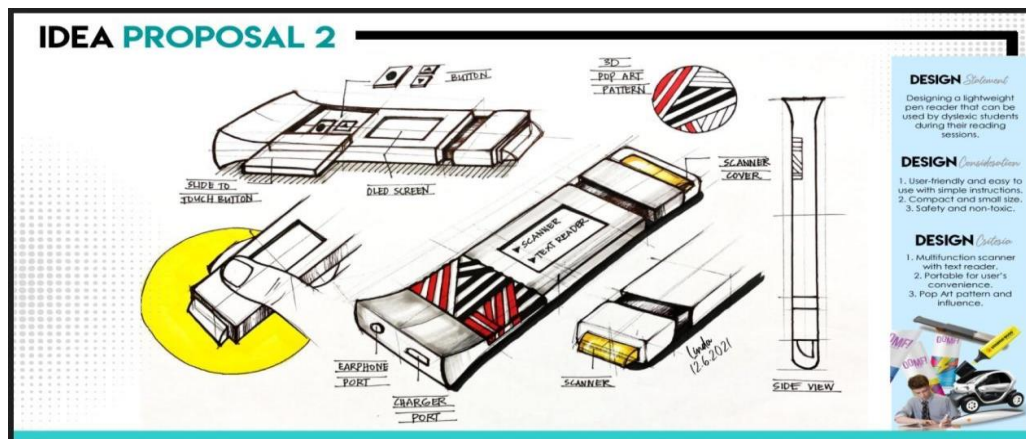 IDEA PROPOSAL 2
BUTTON
3D
POP ART
PATTERN
SLIDE TO
TOUCH BUTTON
OLED SCREEN
SCANNER
COVER
▶ SCANNER
▶ TEXT READER
EARPHONE
PORT
CHARGER
PORT
SCANNER
Linda
12.6.2021
SIDE VIEW
DESIGN Statement
Designing a lightweight
pen reader that can be
used by dyslexic students
during their reading
sessions.
DESIGN Consideration
1. User-friendly and easy to
use with simple instructions.
2. Compact and small size.
3. Safety and non-toxic.
DESIGN Criteria
1. Multifunction scanner
with text reader.
2. Portable for user's
convenience.
3. Pop Art pattern and
influence.